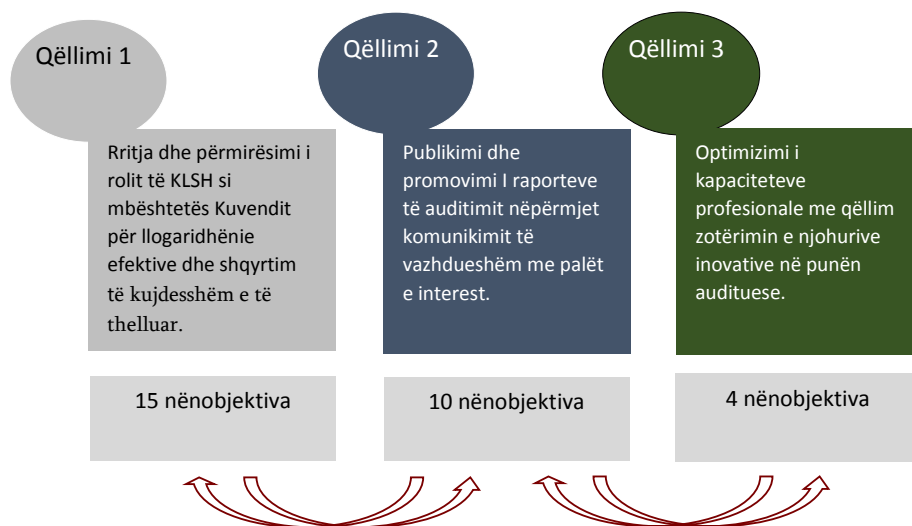 Qëllimi 1
Rritja dhe përmirësimi i
rolit të KLSH si
mbështetës Kuvendit
për llogaridhënie
efektive dhe shqyrtim
të kujdesshëm e të
thelluar.
15 nënobjektiva
Qëllimi 2
Publikimi dhe
promovimi I raporteve
të auditimit nëpërmjet
komunikimit të
vazhdueshëm me palët
e interest.
10 nënobjektiva
Qëllimi 3
Optimizimi i
kapaciteteve
profesionale me qëllim
zotërimin e njohurive
inovative në punën
audituese.
4 nënobjektiva